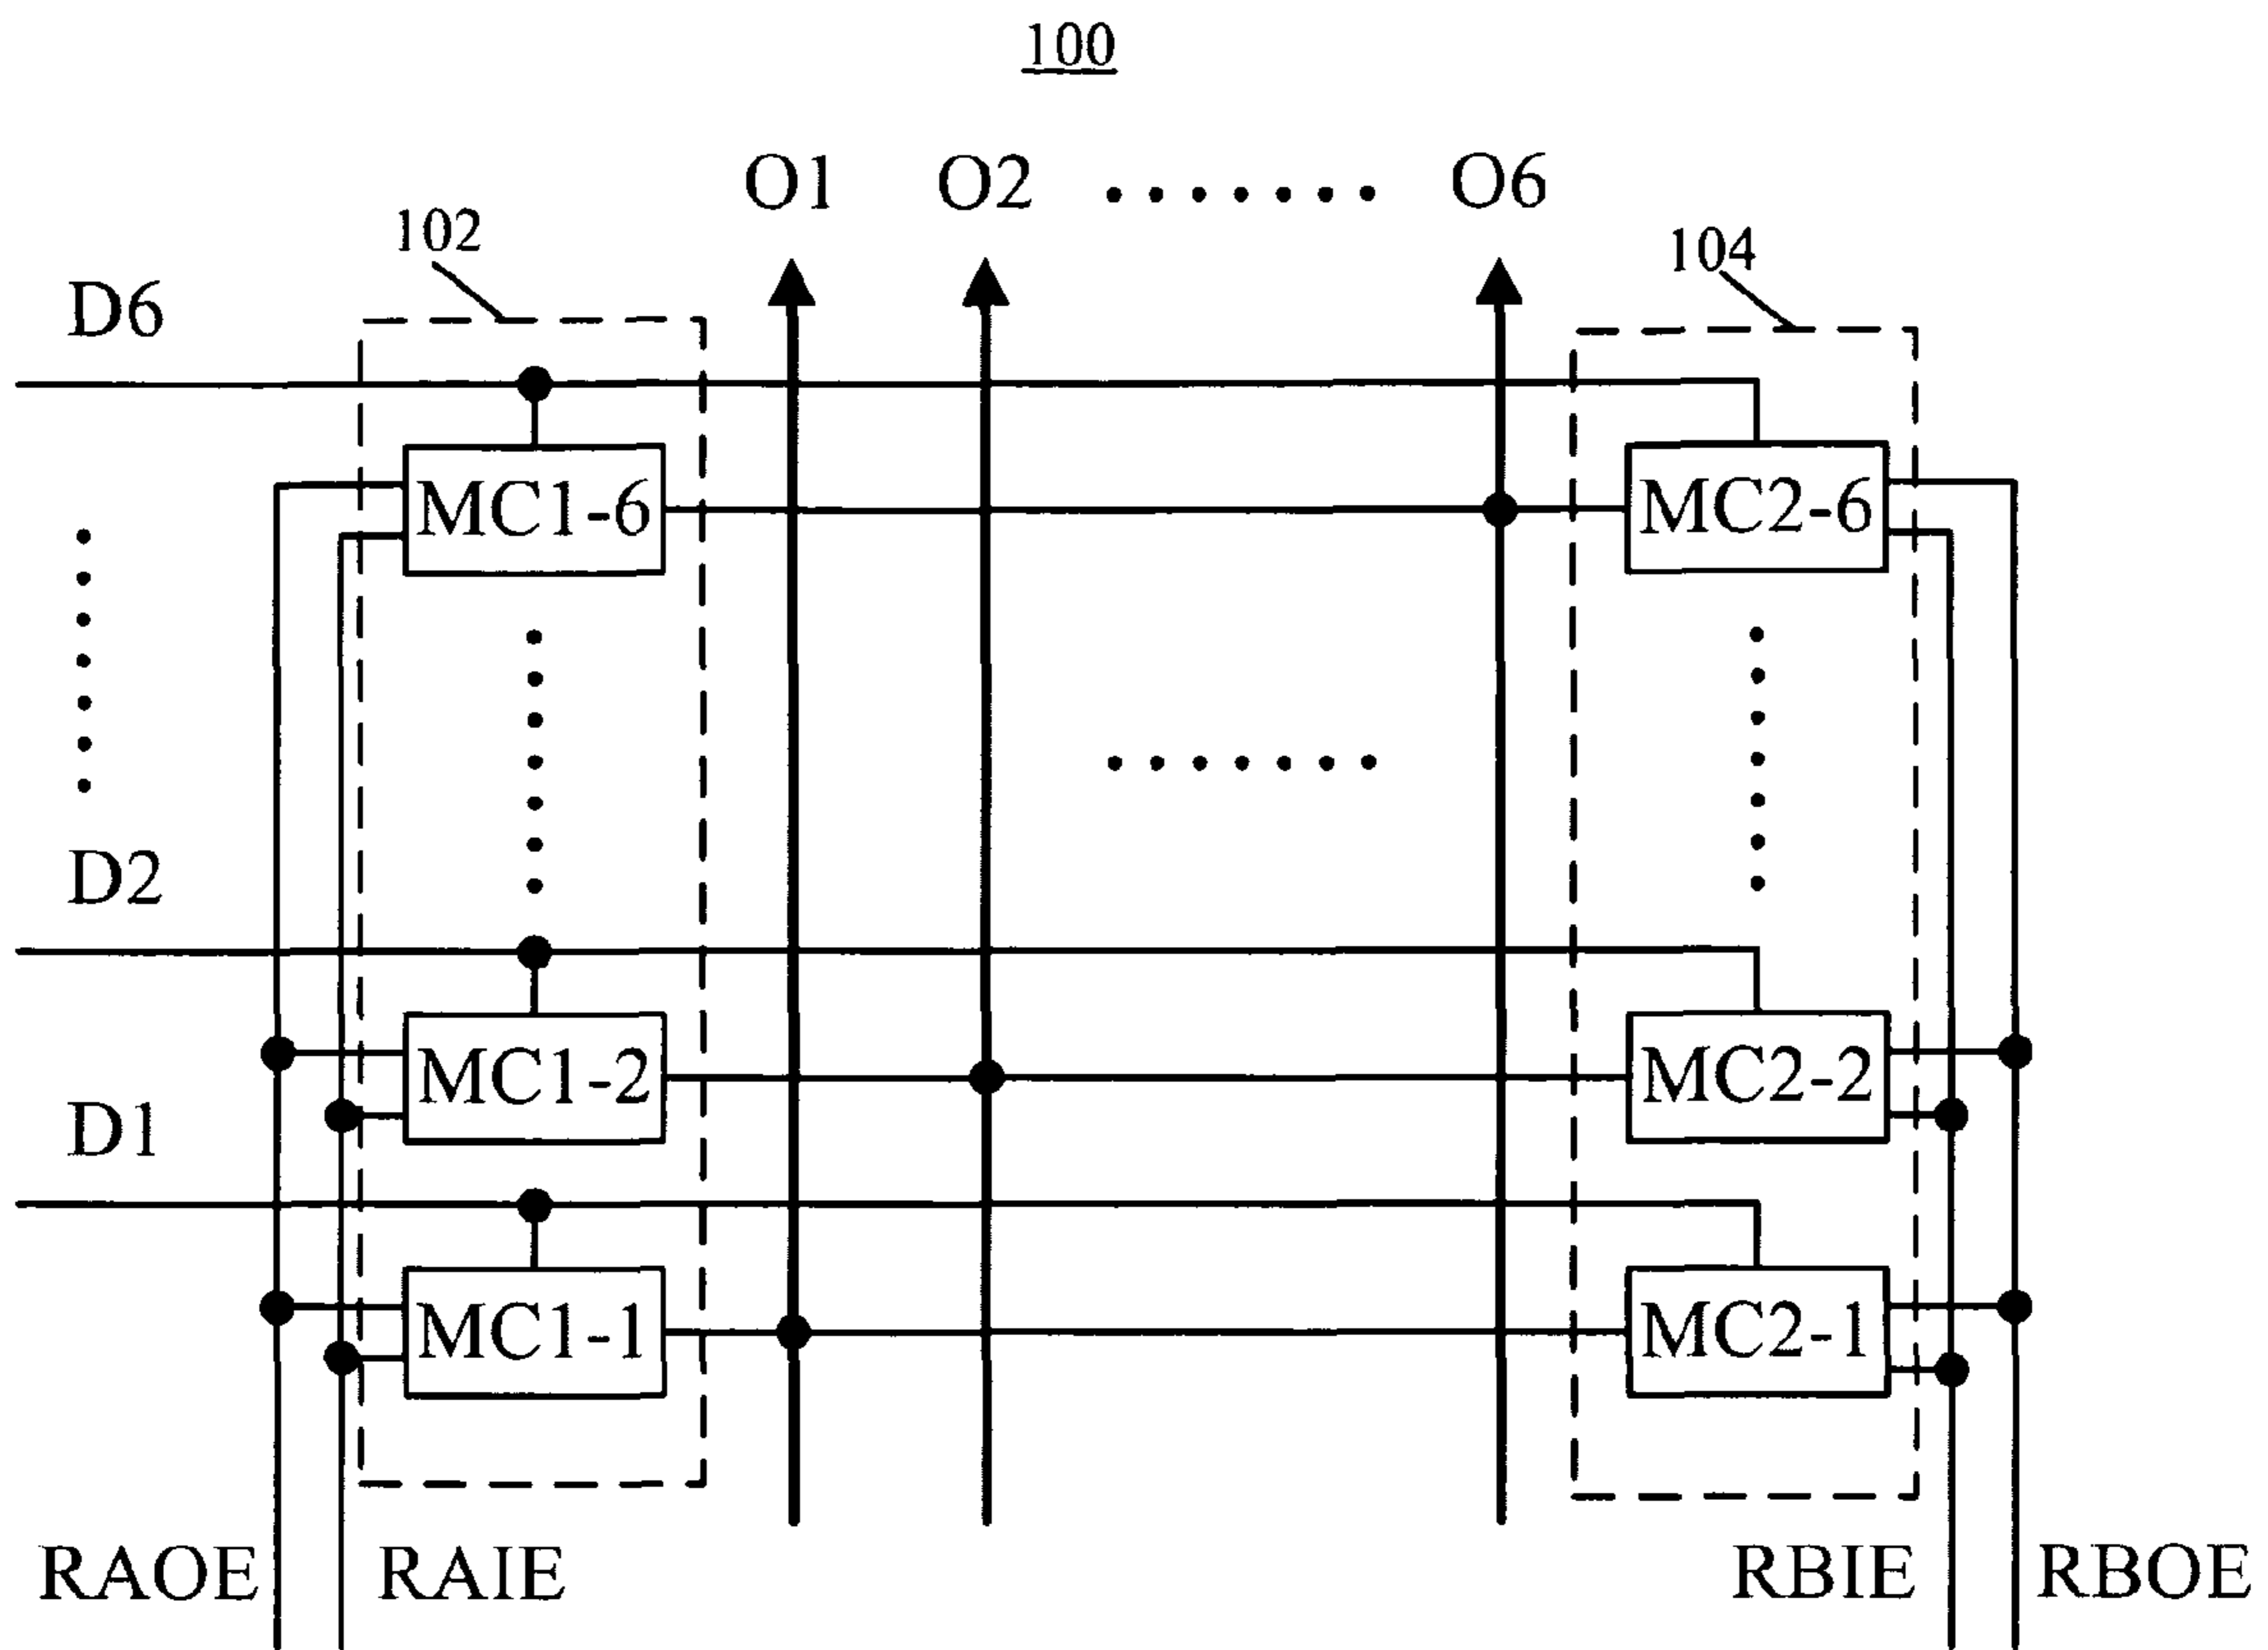 100
O1 O2 ....... O6
102
104
D6
MC1-6
MC2-6
D2
MC1-2
MC2-2
D1
MC1-1
MC2-1
RAOE RAIE
RBIE RBOE